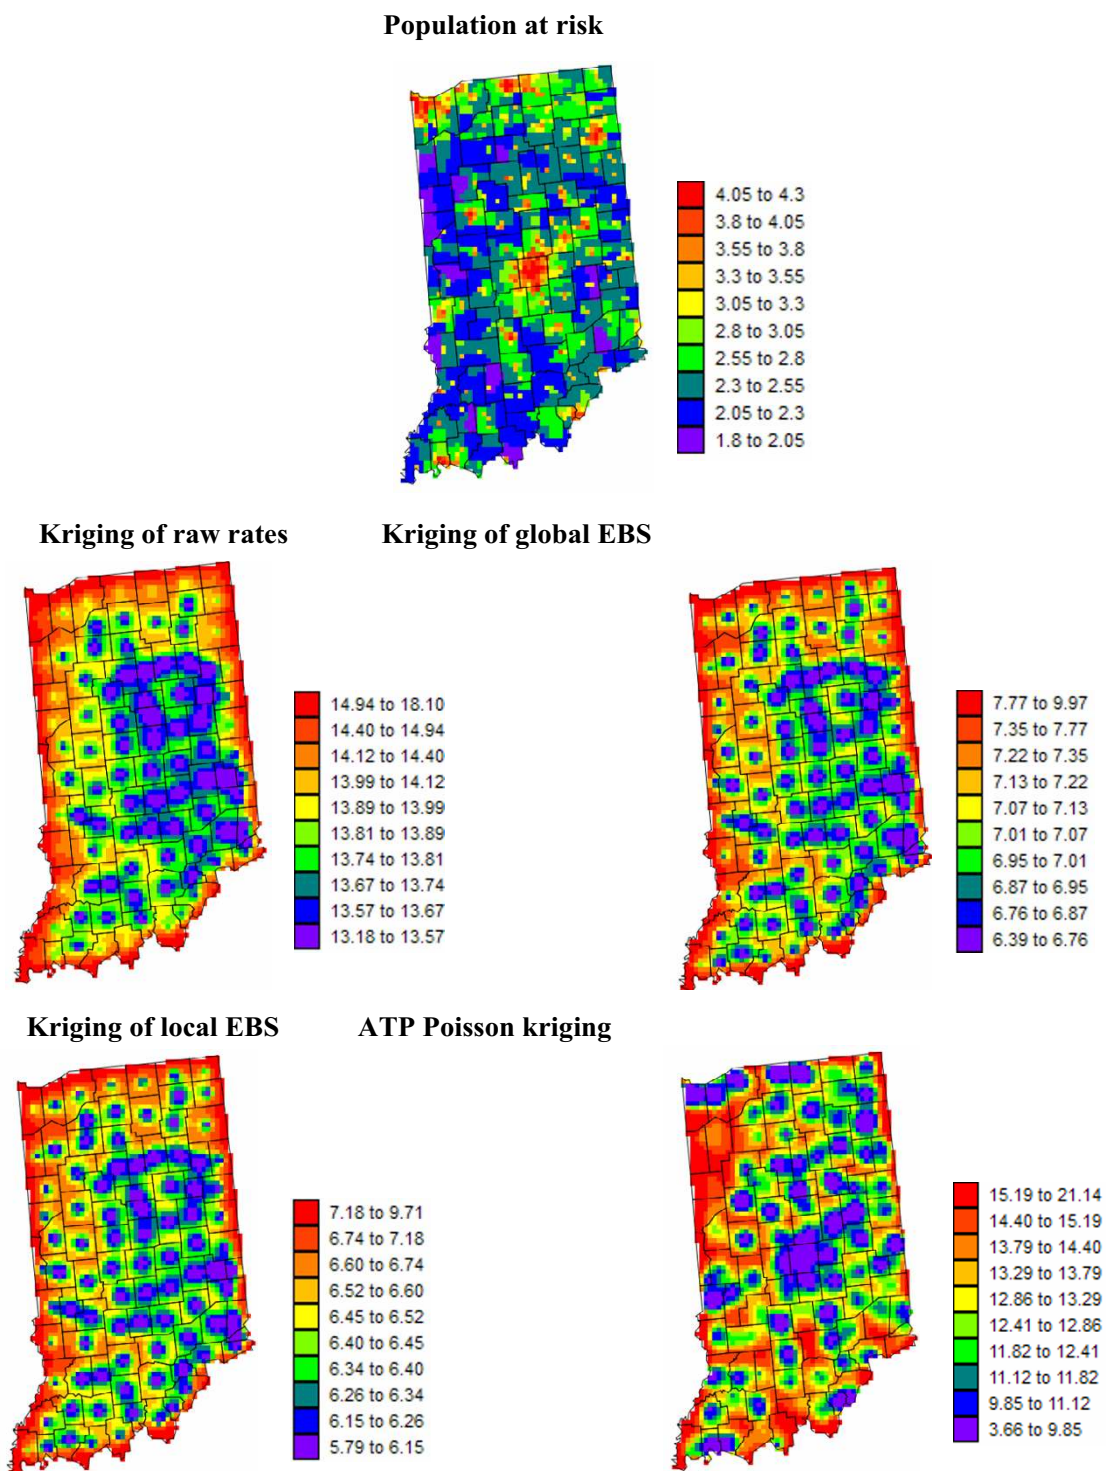 Population at risk
4.05 to 4.3
3.8 to 4.05
3.55 to 3.8
3.3 to 3.55
3.05 to 3.3
2.8 to 3.05
2.55 to 2.8
2.3 to 2.55
2.05 to 2.3
1.8 to 2.05
Kriging of raw rates
Kriging of global EBS
14.94 to 18.10
14.40 to 14.94
14.12 to 14.40
13.99 to 14.12
13.89 to 13.99
13.81 to 13.89
13.74 to 13.81
13.67 to 13.74
13.57 to 13.67
13.18 to 13.57
7.77 to 9.97
7.35 to 7.77
7.22 to 7.35
7.13 to 7.22
7.07 to 7.13
7.01 to 7.07
6.95 to 7.01
6.87 to 6.95
6.76 to 6.87
6.39 to 6.76
Kriging of local EBS
ATP Poisson kriging
7.18 to 9.71
6.74 to 7.18
6.60 to 6.74
6.52 to 6.60
6.45 to 6.52
6.40 to 6.45
6.34 to 6.40
6.26 to 6.34
6.15 to 6.26
5.79 to 6.15
15.19 to 21.14
14.40 to 15.19
13.79 to 14.40
13.29 to 13.79
12.86 to 13.29
12.41 to 12.86
11.82 to 12.41
11.12 to 11.82
9.85 to 11.12
3.66 to 9.85